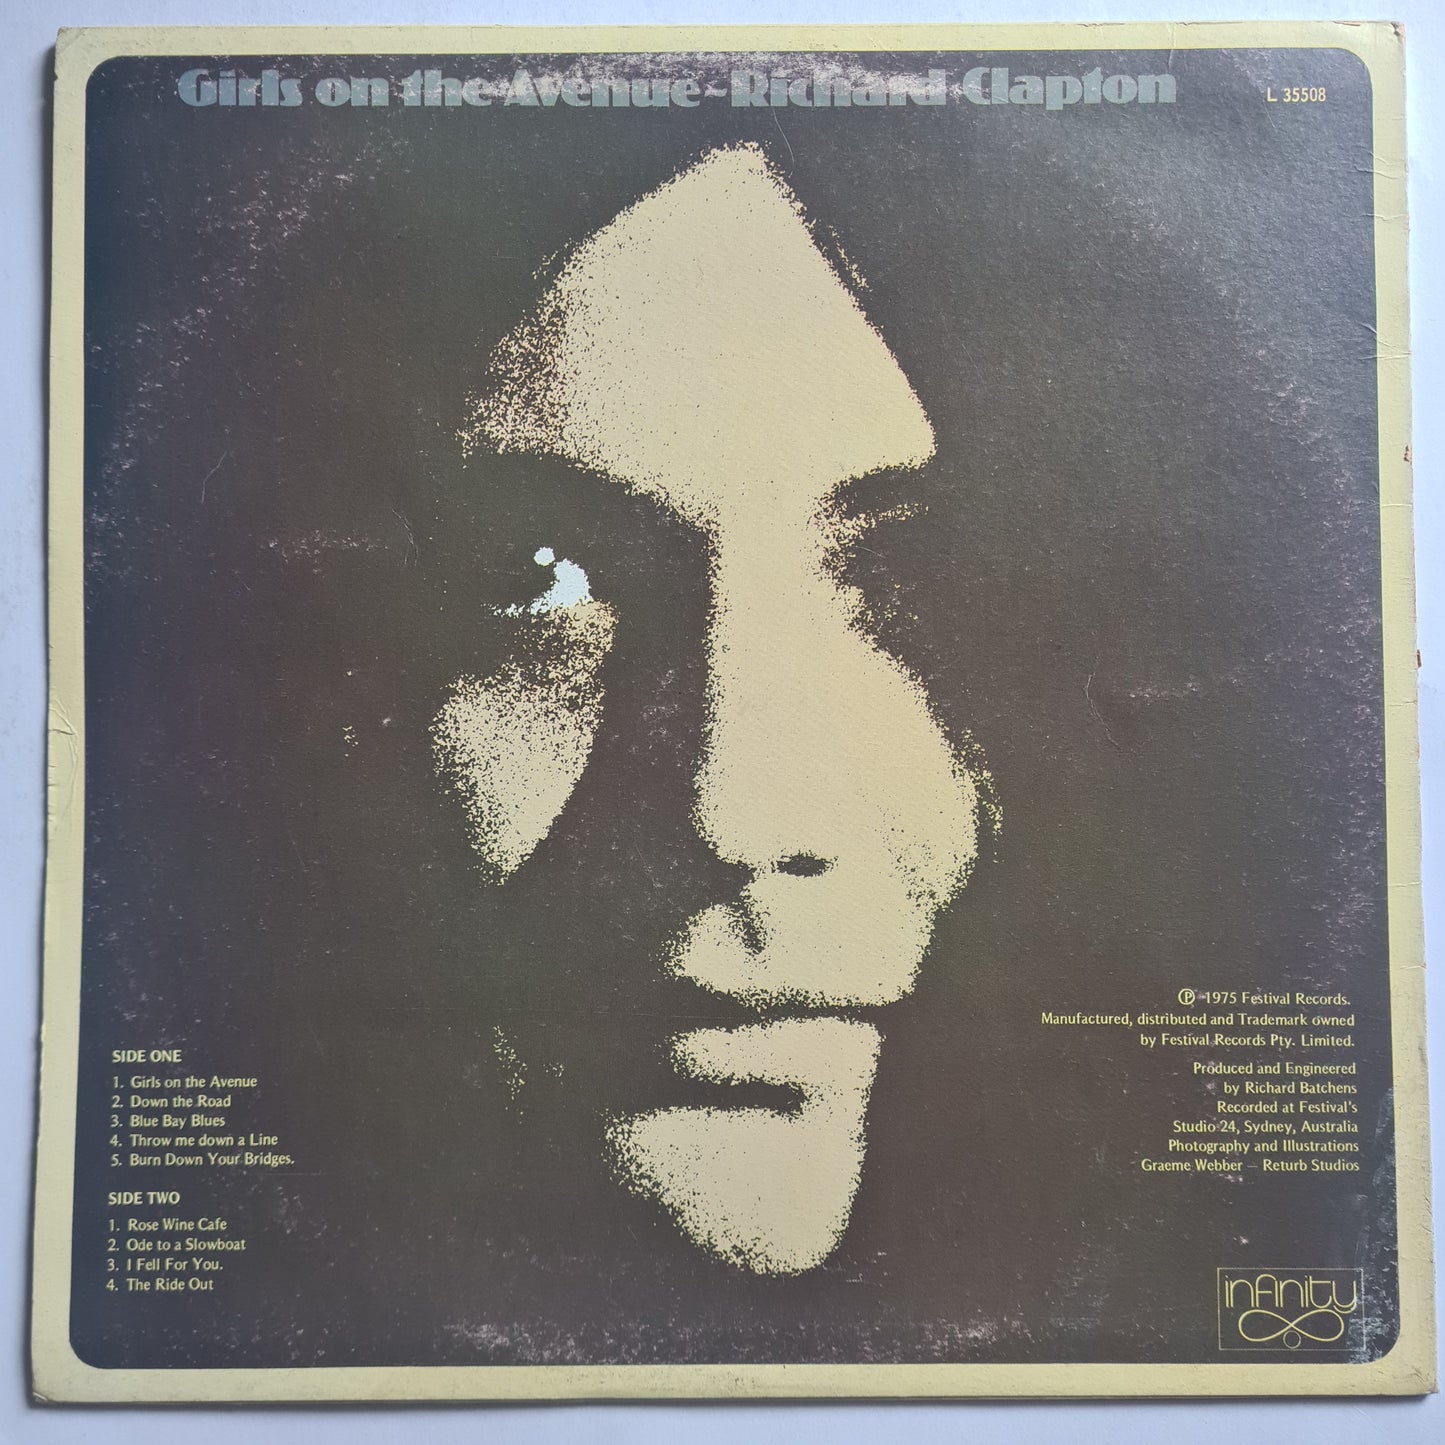 Girls on the Avenue - Richard Clapton
L 35508
SIDE ONE
1. Girls on the Avenue
2. Down the Road
3. Blue Bay Blues
4. Throw me down a Line
5. Burn Down Your Bridges.
SIDE TWO
1. Rose Wine Cafe
2. Ode to a Slowboat
3. I Fell For You.
4. The Ride Out
℗ 1975 Festival Records.
Manufactured, distributed and Trademark owned
by Festival Records Pty. Limited.
Produced and Engineered
by Richard Batchens
Recorded at Festival's
Studio 24, Sydney, Australia
Photography and Illustrations
Graeme Webber — Returb Studios
infinity